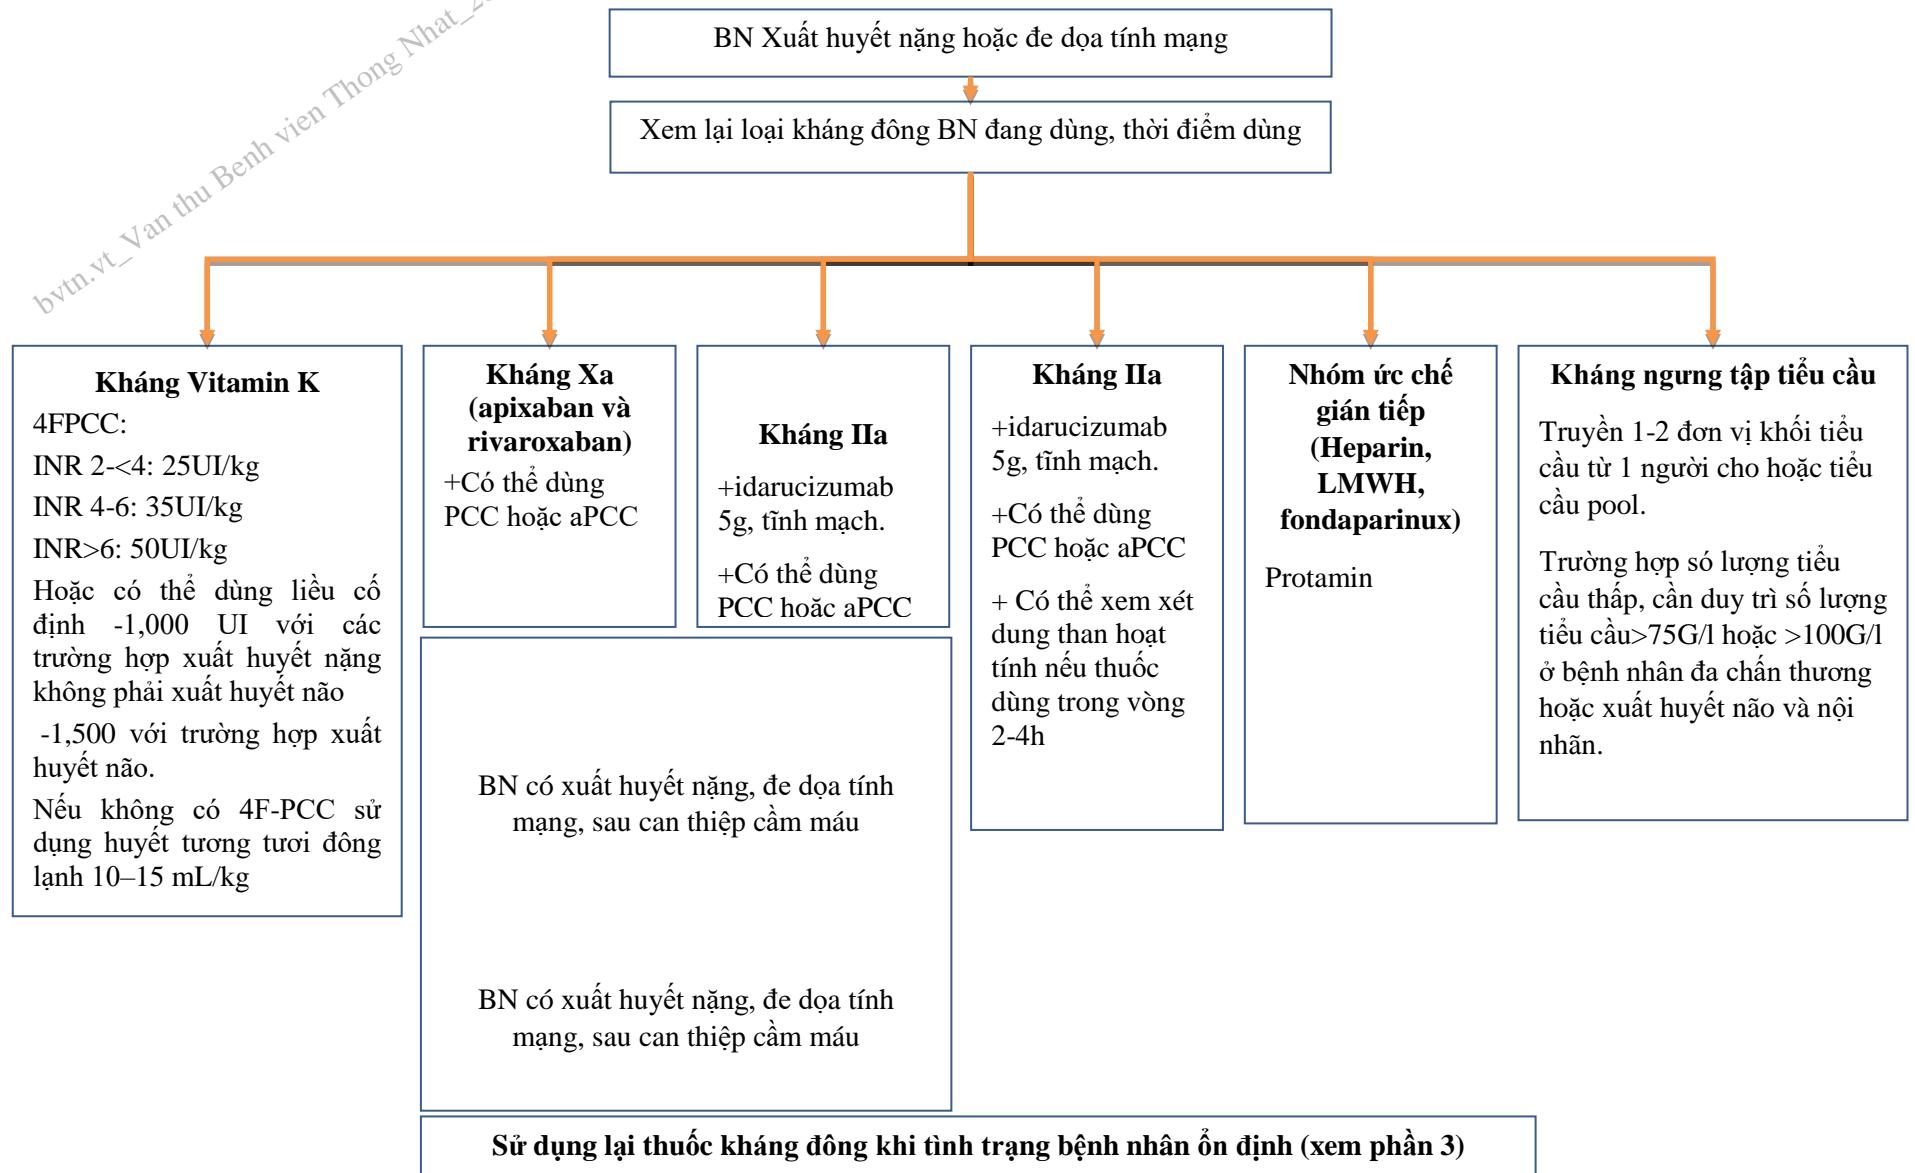 bvtn.vt_Van thu Benh vien Thong Nhat_
BN Xuất huyết nặng hoặc đe dọa tính mạng
Xem lại loại kháng đông BN đang dùng, thời điểm dùng
Kháng Vitamin K
4FPCC:
INR 2-<4: 25UI/kg
INR 4-6: 35UI/kg
INR>6: 50UI/kg
Hoặc có thể dùng liều cố
định -1,000 UI với các
trường hợp xuất huyết nặng
không phải xuất huyết não
-1,500 với trường hợp xuất
huyết não.
Nếu không có 4F-PCC sử
dụng huyết tương tươi đông
lạnh 10–15 mL/kg
Kháng Xa
(apixaban và
rivaroxaban)
+Có thể dùng
PCC hoặc aPCC
Kháng IIa
+idarucizumab
5g, tĩnh mạch.
+Có thể dùng
PCC hoăc aPCC
Kháng IIa
+idarucizumab
5g, tĩnh mạch.
+Có thể dùng
PCC hoặc aPCC
+ Có thể xem xét
dung than hoạt
tính nếu thuốc
dùng trong vòng
2-4h
Nhóm ức chế
gián tiếp
(Heparin,
LMWH,
fondaparinux)
Protamin
Kháng ngưng tập tiểu cầu
Truyền 1-2 đơn vị khối tiểu
cầu từ 1 người cho hoặc tiểu
cầu pool.
Trường hợp só lượng tiểu
cầu thấp, cần duy trì số lượng
tiểu cầu>75G/l hoặc >100G/l
ở bệnh nhân đa chấn thương
hoặc xuất huyết não và nội
nhãn.
BN có xuất huyết nặng, đe dọa tính
mạng, sau can thiệp cầm máu
BN có xuất huyết nặng, đe dọa tính
mạng, sau can thiệp cầm máu
Sử dụng lại thuốc kháng đông khi tình trạng bệnh nhân ổn định (xem phần 3)